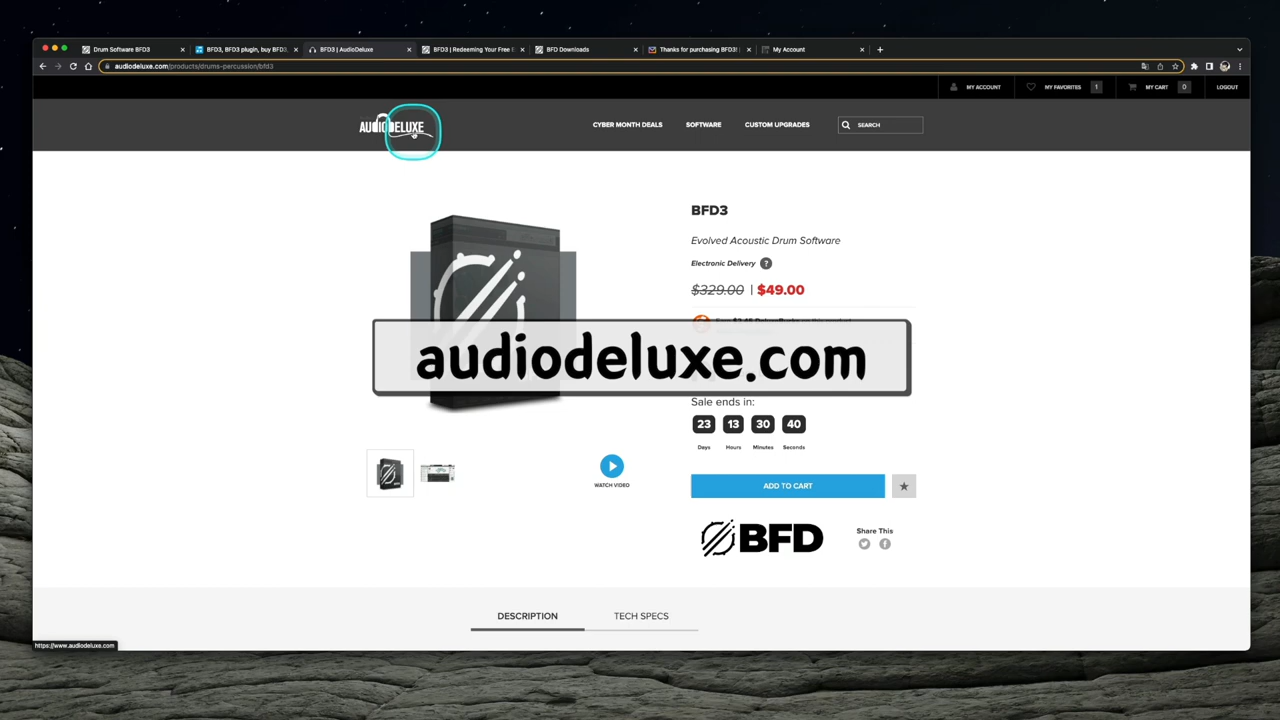 Drum Software BFD3
BFD3, BFD3 plugin, buy BFD3,
BFD3 | AudioDeluxe
BFD3 | Redeeming Your Free E
BFD Downloads
Thanks for purchasing BFD3!
My Account
audiodeluxe.com/products/drums-percussion/bfd3
MY ACCOUNT
MY FAVORITES 1
MY CART 0
LOGOUT
AUDIODELUXE
CYBER MONTH DEALS
SOFTWARE
CUSTOM UPGRADES
SEARCH
BFD3
Evolved Acoustic Drum Software
Electronic Delivery ?
$329.00 | $49.00
audiodeluxe.com
Sale ends in:
23 13 30 40
Days Hours Minutes Seconds
WATCH VIDEO
ADD TO CART
BFD
Share This
DESCRIPTION
TECH SPECS
https://www.audiodeluxe.com